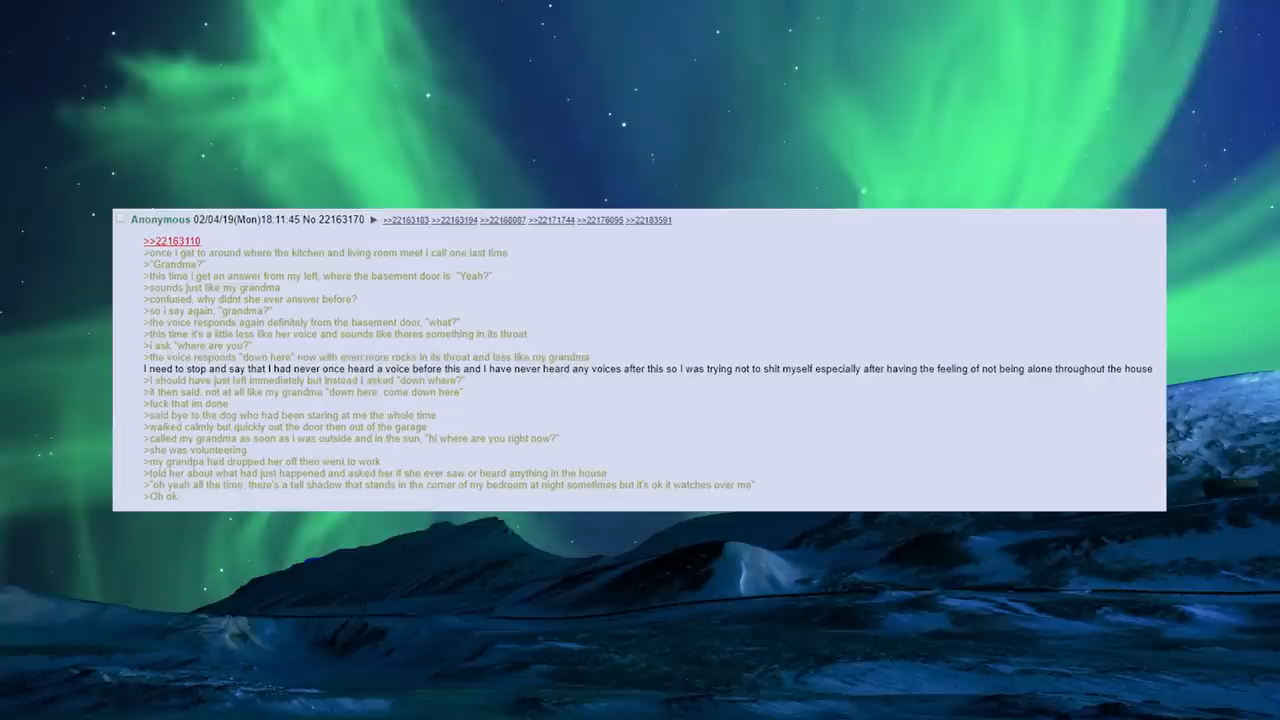 Anonymous 02/04/19(Mon)18:11:45 No.22163170 ▶ >>22163183 >>22163194 >>22168087 >>22171744 >>22176095 >>22183591
>>22163110
>once i get to around where the kitchen and living room meet i call one last time
>"Grandma?"
>this time I get an answer from my left, where the basement door is. "Yeah?"
>sounds just like my grandma
>confused, why didnt she ever answer before?
>so i say again, "grandma?"
>the voice responds again definitely from the basement door, "what?"
>this time it's a little less like her voice and sounds like theres something in its throat
>i ask "where are you?"
>the voice responds "down here" now with even more rocks in its throat and less like my grandma
I need to stop and say that I had never once heard a voice before this and I have never heard any voices after this so I was trying not to shit myself especially after having the feeling of not being alone throughout the house
>I should have just left immediately but instead I asked "down where?"
>it then said, not at all like my grandma "down here, come down here"
>fuck that im done
>said bye to the dog who had been staring at me the whole time
>walked calmly but quickly out the door then out of the garage
>called my grandma as soon as i was outside and in the sun, "hi where are you right now?"
>she was volunteering
>my grandpa had dropped her off then went to work
>told her about what had just happened and asked her if she ever saw or heard anything in the house
>"oh yeah all the time, there's a tall shadow that stands in the corner of my bedroom at night sometimes but it's ok it watches over me"
>Oh ok.